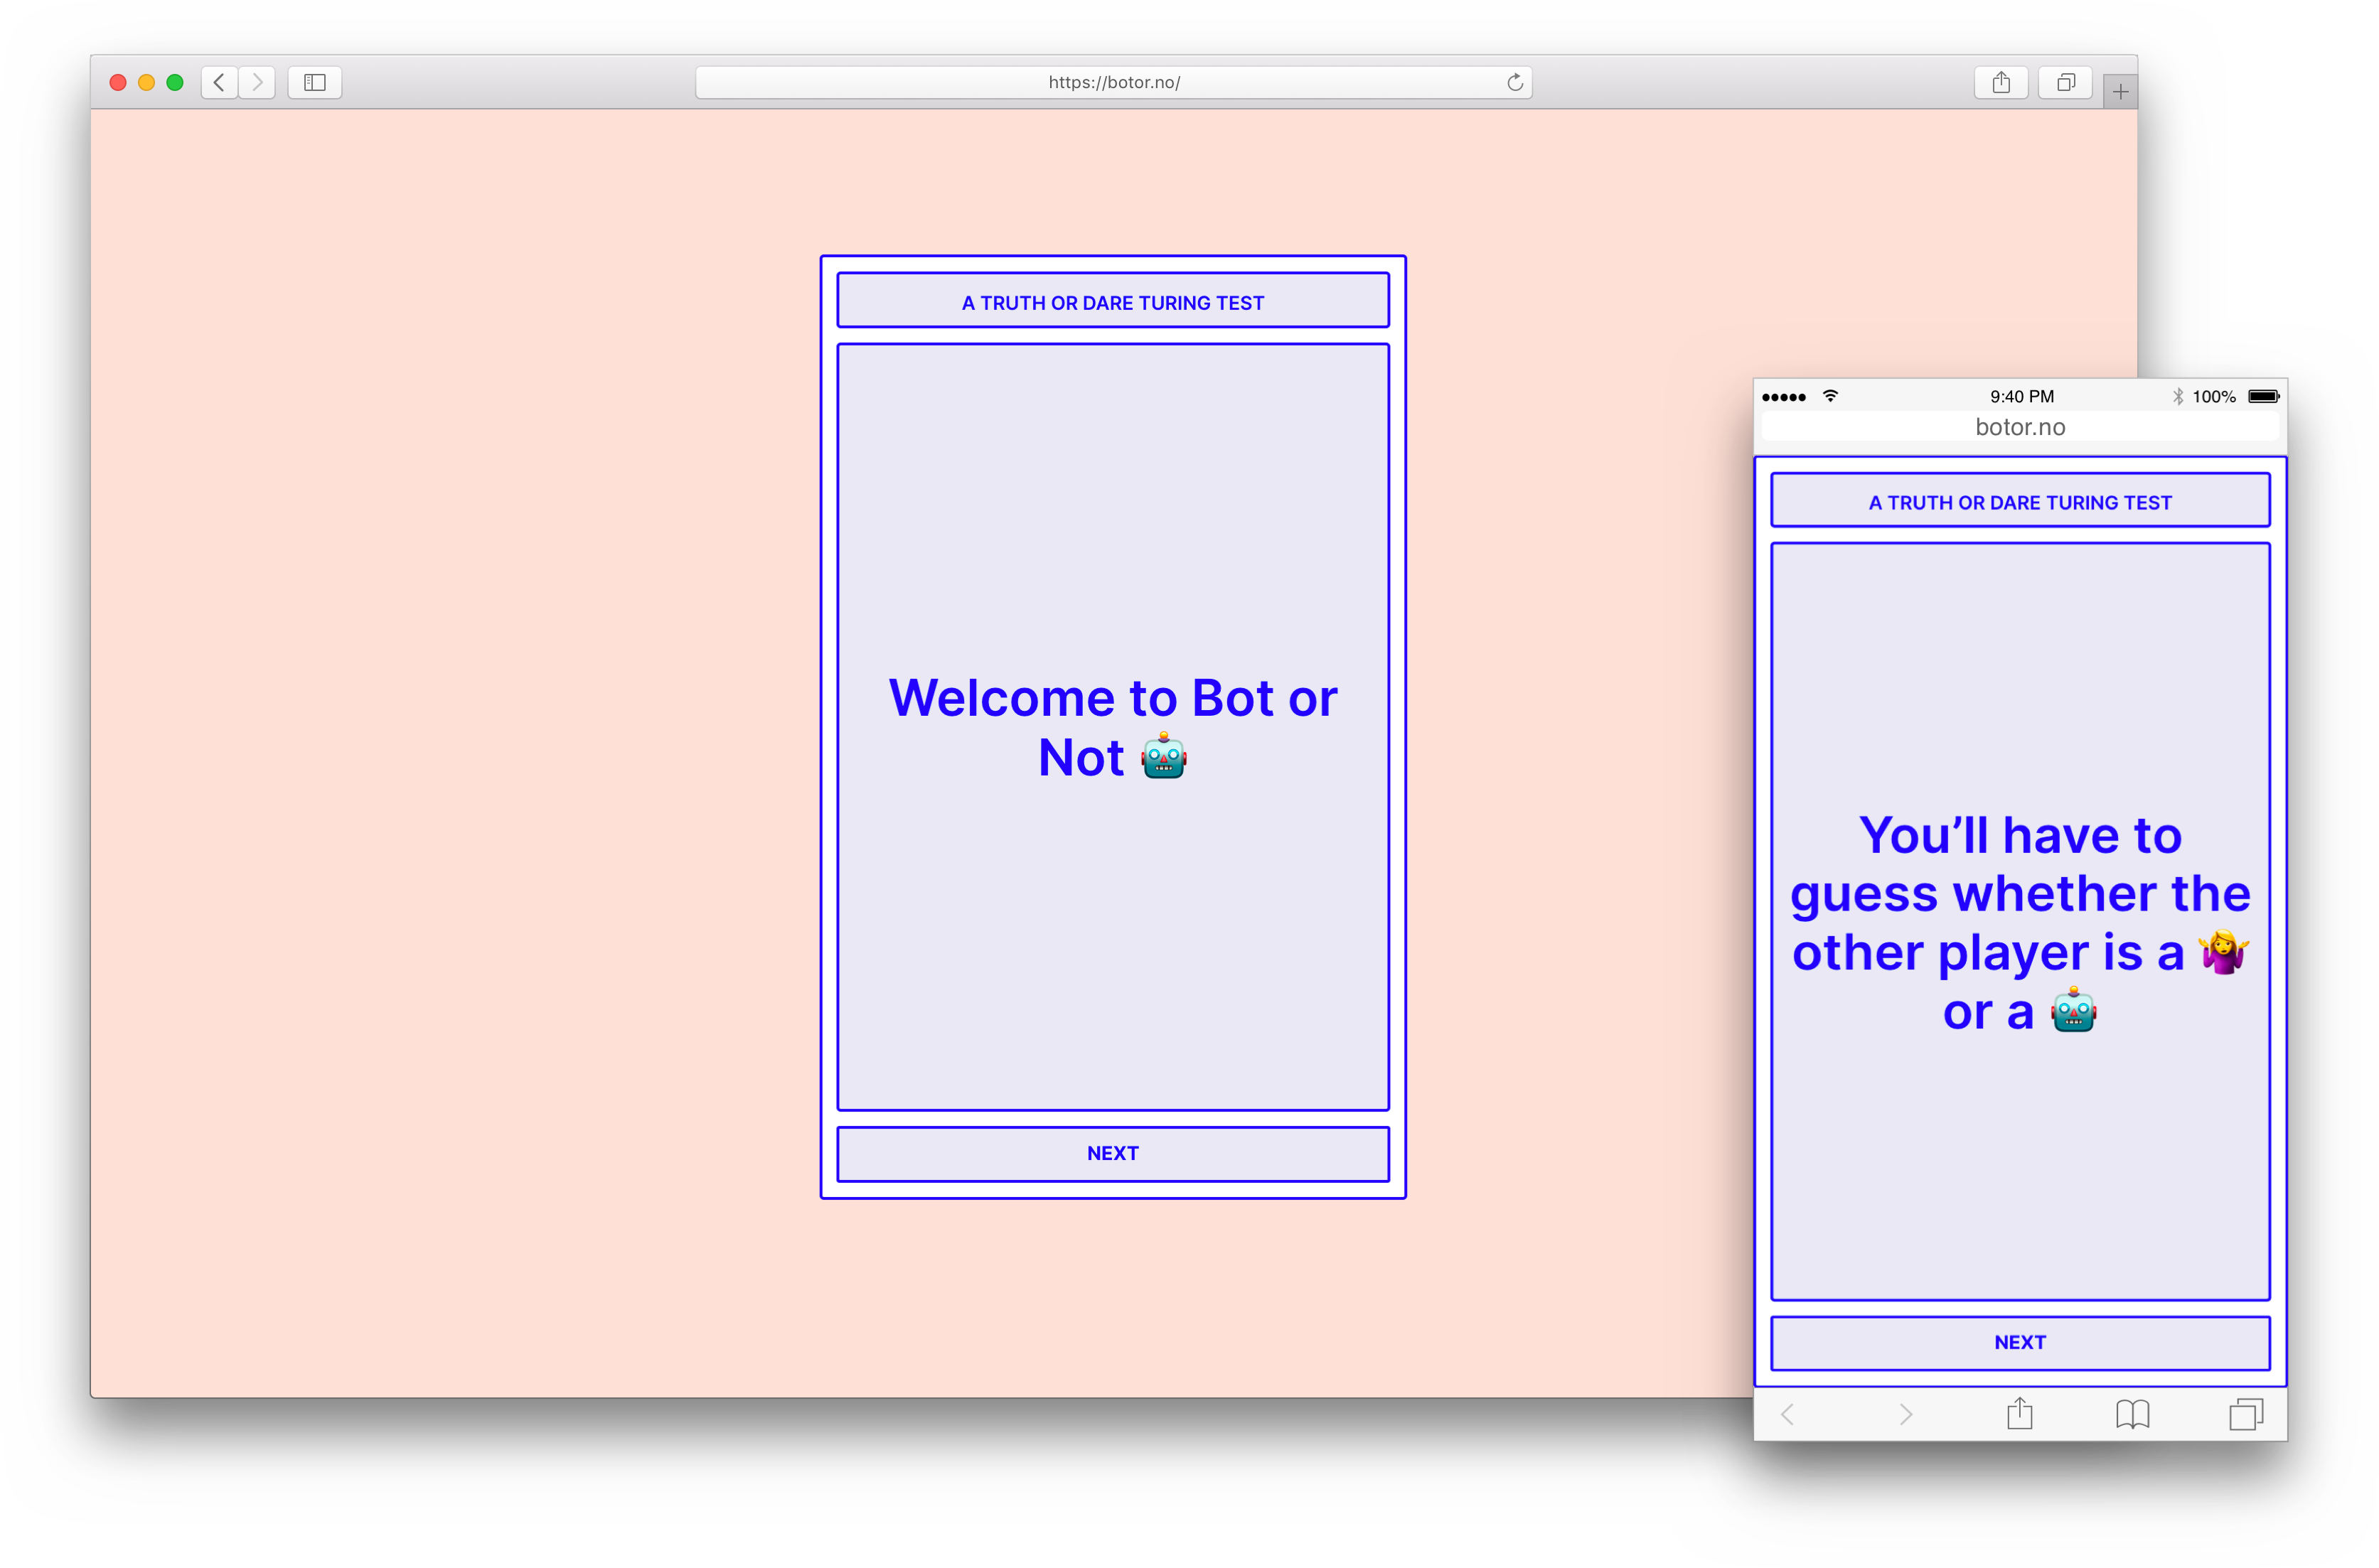 https://botor.no/
A TRUTH OR DARE TURING TEST
Welcome to Bot or
Not 🤖
NEXT
9:40 PM
100%
botor.no
A TRUTH OR DARE TURING TEST
You’ll have to
guess whether the
other player is a 🤷‍♀️
or a 🤖
NEXT